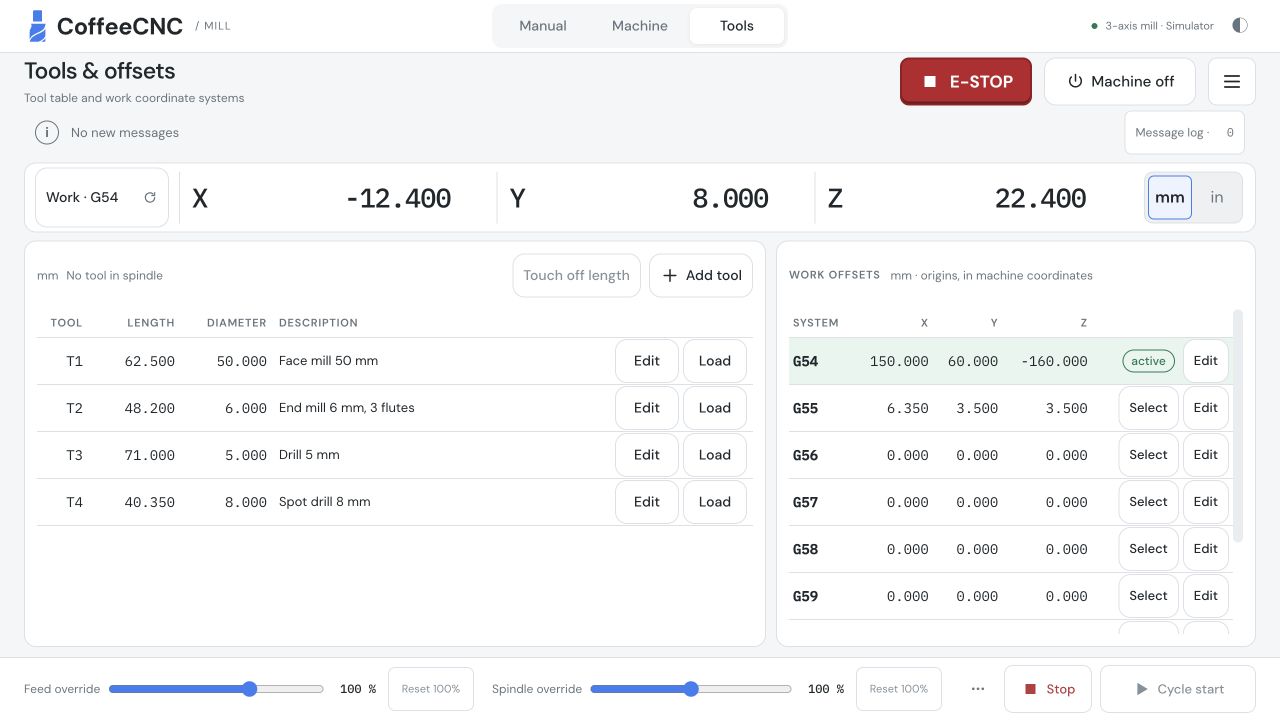 CoffeeCNC / MILL Manual Machine Tools 3-axis mill · Simulator
Tools & offsets
Tool table and work coordinate systems
E-STOP Machine off
No new messages
Message log · 0
Work · G54 X -12.400 Y 8.000 Z 22.400 mm in
mm No tool in spindle Touch off length Add tool
TOOL LENGTH DIAMETER DESCRIPTION
T1 62.500 50.000 Face mill 50 mm Edit Load
T2 48.200 6.000 End mill 6 mm, 3 flutes Edit Load
T3 71.000 5.000 Drill 5 mm Edit Load
T4 40.350 8.000 Spot drill 8 mm Edit Load
WORK OFFSETS mm · origins, in machine coordinates
SYSTEM X Y Z
G54 150.000 60.000 -160.000 active Edit
G55 6.350 3.500 3.500 Select Edit
G56 0.000 0.000 0.000 Select Edit
G57 0.000 0.000 0.000 Select Edit
G58 0.000 0.000 0.000 Select Edit
G59 0.000 0.000 0.000 Select Edit
Feed override 100 % Reset 100% Spindle override 100 % Reset 100% ··· Stop Cycle start